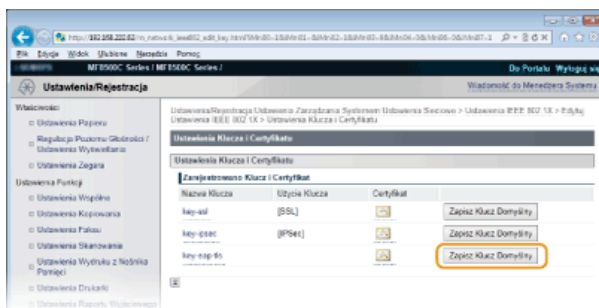 Plik Edycja Widok Ulubione Narzędzia Pomoc
MF8500C Series / MF8500C Series /
Do Portalu Wyloguj się
Ustawienia/Rejestracja
Wiadomość do Menedżera Systemu
Właściwości
Ustawienia Papieru
Regulacja Poziomu Głośności /
Ustawienia Wyświetlania
Ustawienia Zegara
Ustawienia Funkcji
Ustawienia Wspólne
Ustawienia Kopiowania
Ustawienia Faksu
Ustawienia Skanowania
Ustawienia Wydruku z Nośnika
Pamięci
Ustawienia Drukarki
Ustawienia Raportu Wyjściowego
Ustawienia/Rejestracja Ustawienia Zarządzania Systemem Ustawienia Sieciowe > Ustawienia IEEE 802.1X > Edytuj
Ustawienia IEEE 802.1X > Ustawienia Klucza i Certyfikatu
Ustawienia Klucza i Certyfikatu
Ustawienia Klucza i Certyfikatu
Zarejestrowano Klucz i Certyfikat
Nazwa Klucza Użycie Klucza Certyfikat
key-ssl [SSL] Zapisz Klucz Domyślny
key-ipsec [IPSec] Zapisz Klucz Domyślny
key-eap-tls Zapisz Klucz Domyślny